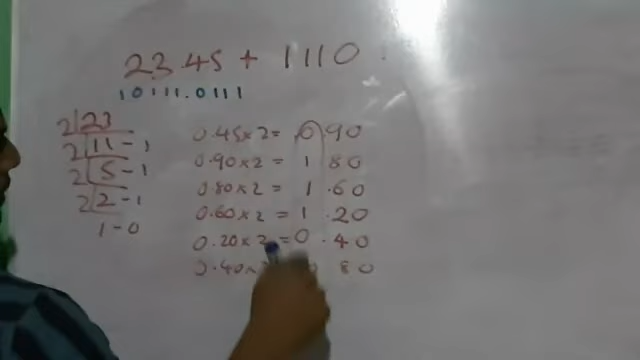 23.45 + 1110
10111.0111
2 23
2 11 - 1
2 5 - 1
2 2 - 1
1 - 0
0.45 x 2 = .0 90
0.90 x 2 = 1 80
0.80 x 2 = 1 .60
0.60 x 2 = 1 .20
0.20 x 2 = 0 .40
0.40 x 80